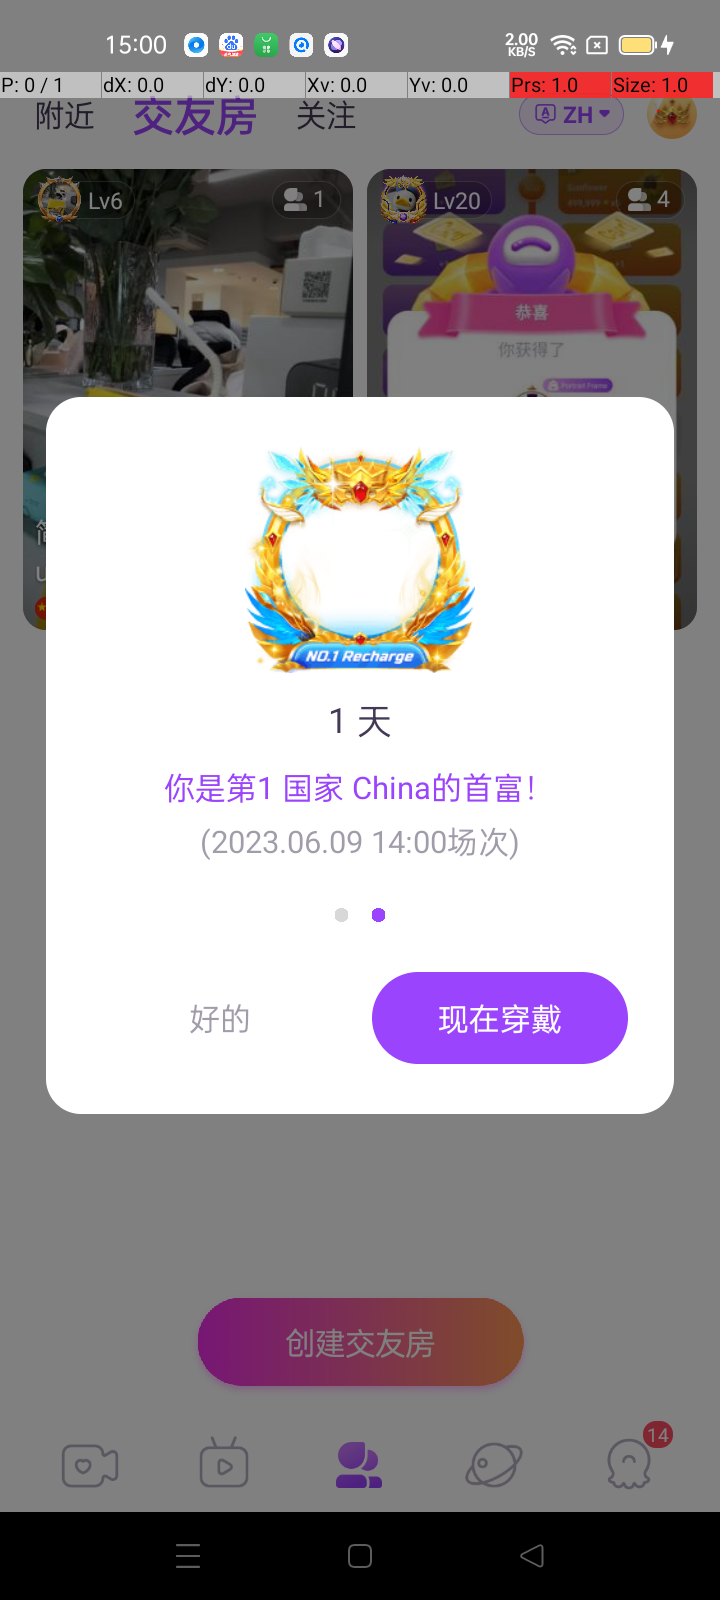 15:00
2.00
KB/S
P: 0 / 1 dX: 0.0 dY: 0.0 Xv: 0.0 Yv: 0.0 Prs: 1.0 Size: 1.0
附近 交友房 关注 ZH
Lv6 1
Lv20 4
恭喜
你获得了
Portrait Frame
NO.1 Recharge
1 天
你是第1 国家 China的首富!
(2023.06.09 14:00场次)
好的 现在穿戴
创建交友房
14